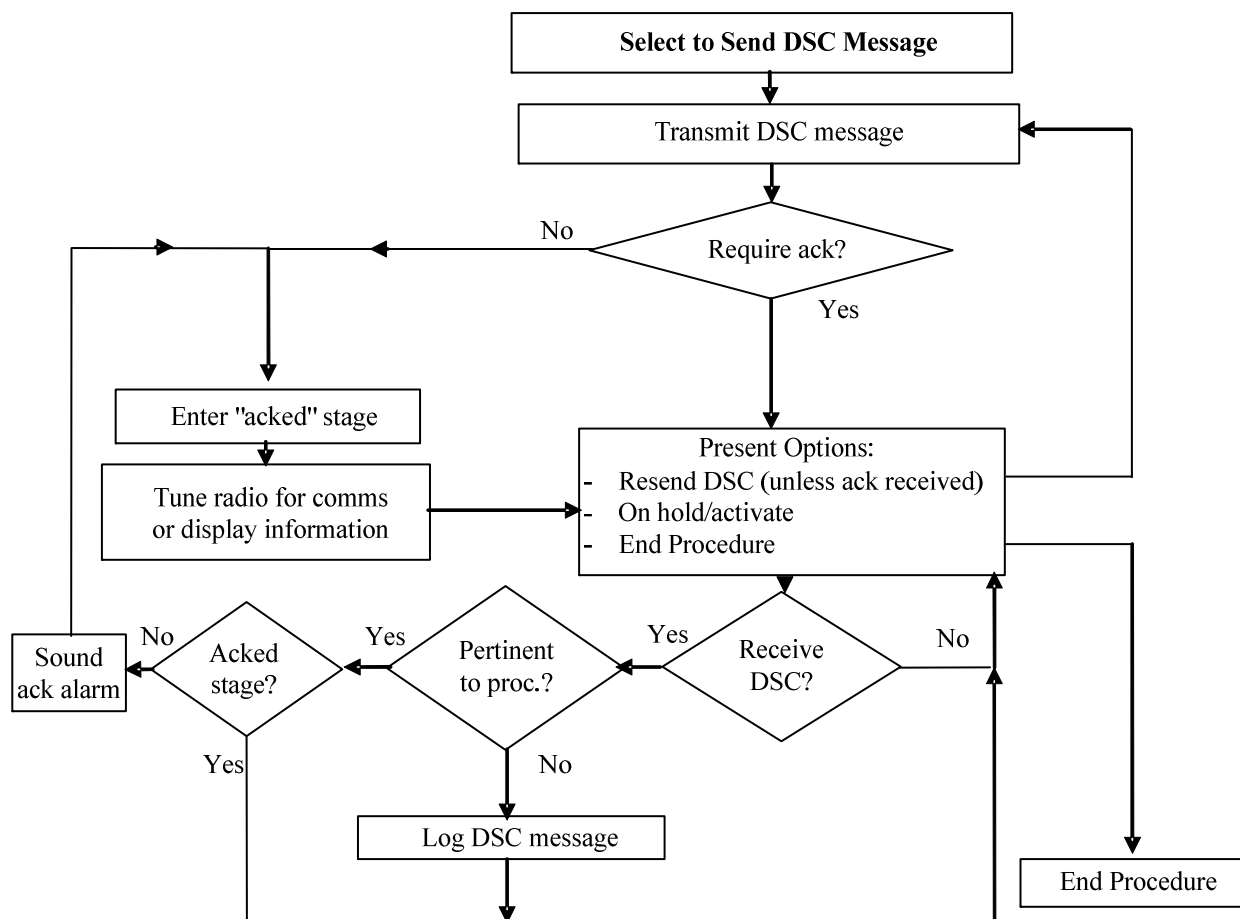 Select to Send DSC Message
Transmit DSC message
No
Require ack?
Yes
Enter "acked" stage
Tune radio for comms
or display information
Present Options:
- Resend DSC (unless ack received)
- On hold/activate
- End Procedure
No
Yes
Yes
No
Sound
ack alarm
Acked
stage?
Pertinent
to proc.?
Receive
DSC?
Yes
No
Log DSC message
End Procedure